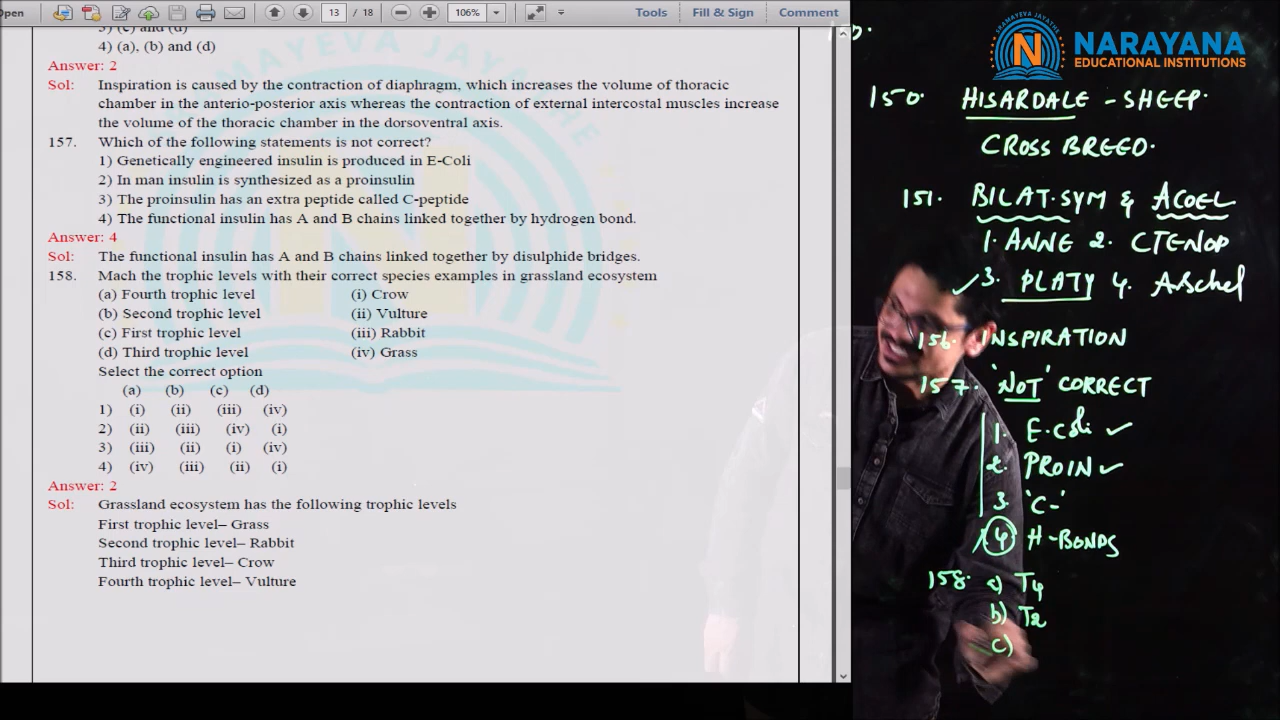 Open
13 / 18
106%
Tools
Fill & Sign
Comment
3) (c) and (d)
4) (a), (b) and (d)
Answer: 2
Sol: Inspiration is caused by the contraction of diaphragm, which increases the volume of thoracic
chamber in the anterio-posterior axis whereas the contraction of external intercostal muscles increase
the volume of the thoracic chamber in the dorsoventral axis.
157. Which of the following statements is not correct?
1) Genetically engineered insulin is produced in E-Coli
2) In man insulin is synthesized as a proinsulin
3) The proinsulin has an extra peptide called C-peptide
4) The functional insulin has A and B chains linked together by hydrogen bond.
Answer: 4
Sol: The functional insulin has A and B chains linked together by disulphide bridges.
158. Mach the trophic levels with their correct species examples in grassland ecosystem
(a) Fourth trophic level (i) Crow
(b) Second trophic level (ii) Vulture
(c) First trophic level (iii) Rabbit
(d) Third trophic level (iv) Grass
Select the correct option
(a) (b) (c) (d)
1) (i) (ii) (iii) (iv)
2) (ii) (iii) (iv) (i)
3) (iii) (ii) (i) (iv)
4) (iv) (iii) (ii) (i)
Answer: 2
Sol: Grassland ecosystem has the following trophic levels
First trophic level– Grass
Second trophic level– Rabbit
Third trophic level– Crow
Fourth trophic level– Vulture
NARAYANA
EDUCATIONAL INSTITUTIONS
150. HISARDALE - SHEEP.
CROSS BREED.
151. BILAT. SYM & ACOEL
1. ANNE 2. CTENOP
3. PLATY 4. Aschel
156. INSPIRATION
157. 'NOT' CORRECT
1. E.Coli ✓
2. PROIN ✓
3. 'C-'
4 H-BONDS
158. a) T4
b) T2
c)